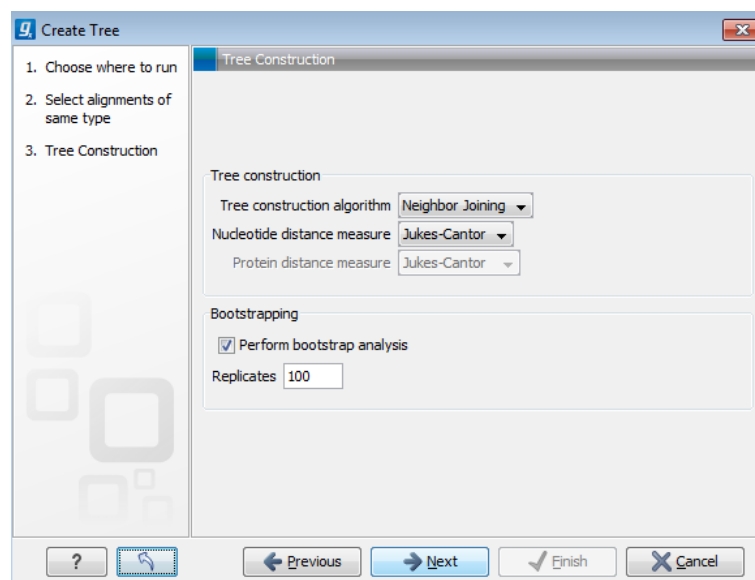 Create Tree
1. Choose where to run
2. Select alignments of
same type
3. Tree Construction
Tree Construction
Tree construction
Tree construction algorithm Neighbor Joining
Nucleotide distance measure Jukes-Cantor
Protein distance measure Jukes-Cantor
Bootstrapping
Perform bootstrap analysis
Replicates 100
? Previous Next Finish Cancel